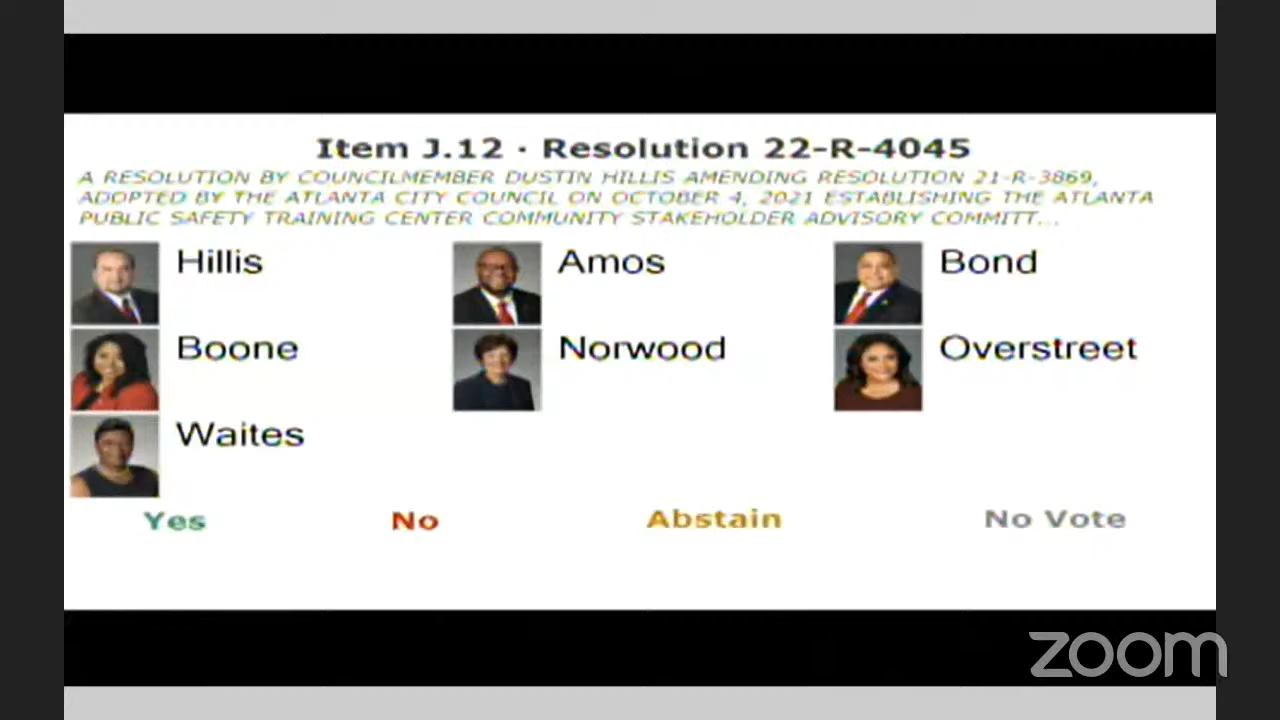 Item J.12 · Resolution 22-R-4045
A RESOLUTION BY COUNCILMEMBER DUSTIN HILLIS AMENDING RESOLUTION 21-R-3869,
ADOPTED BY THE ATLANTA CITY COUNCIL ON OCTOBER 4, 2021 ESTABLISHING THE ATLANTA
PUBLIC SAFETY TRAINING CENTER COMMUNITY STAKEHOLDER ADVISORY COMMITT...
Hillis Amos Bond
Boone Norwood Overstreet
Waites
Yes No Abstain No Vote
zoom